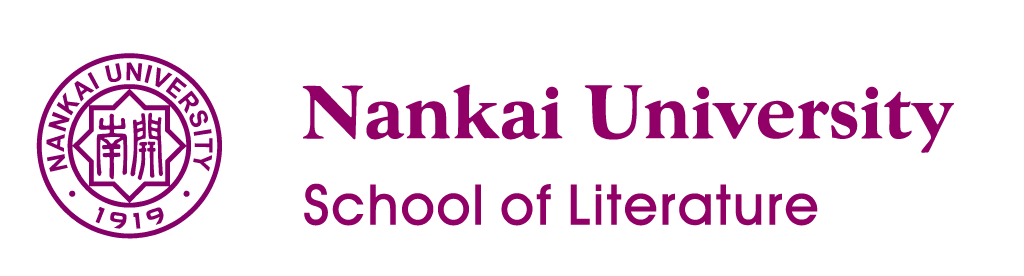 NANKAI UNIVERSITY
南開
1919
Nankai University
School of Literature